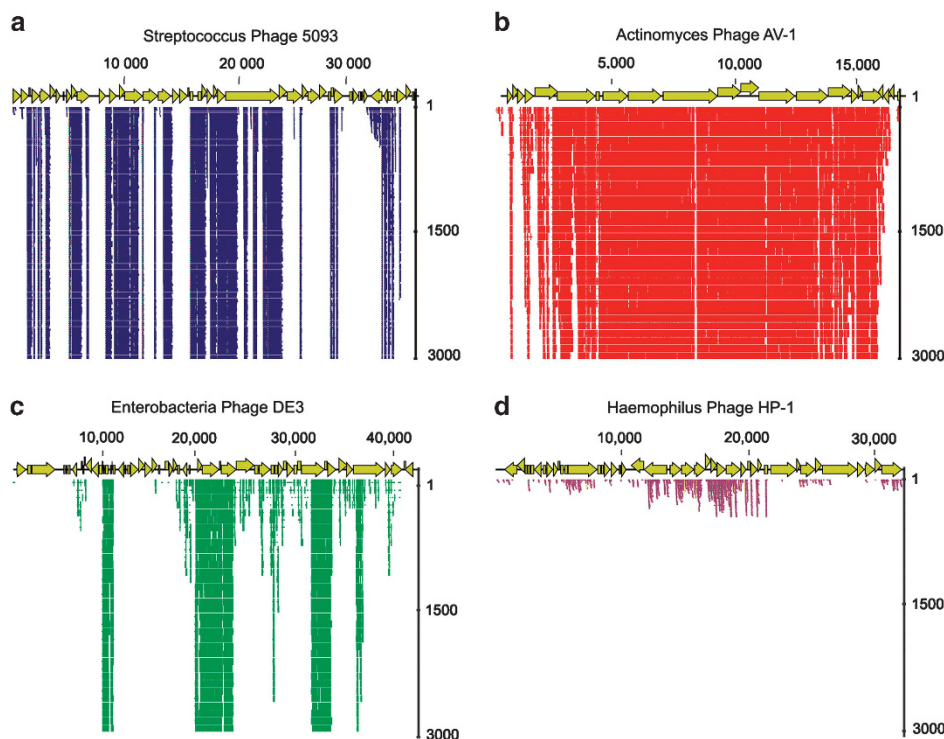 a
Streptococcus Phage 5093
10 000 20 000 30 000
1
1500
3000
b
Actinomyces Phage AV-1
5,000 10,000 15,000
1
1500
3000
c
Enterobacteria Phage DE3
10,000 20,000 30,000 40,000
1
1500
3000
d
Haemophilus Phage HP-1
10,000 20,000 30,000
1
1500
3000